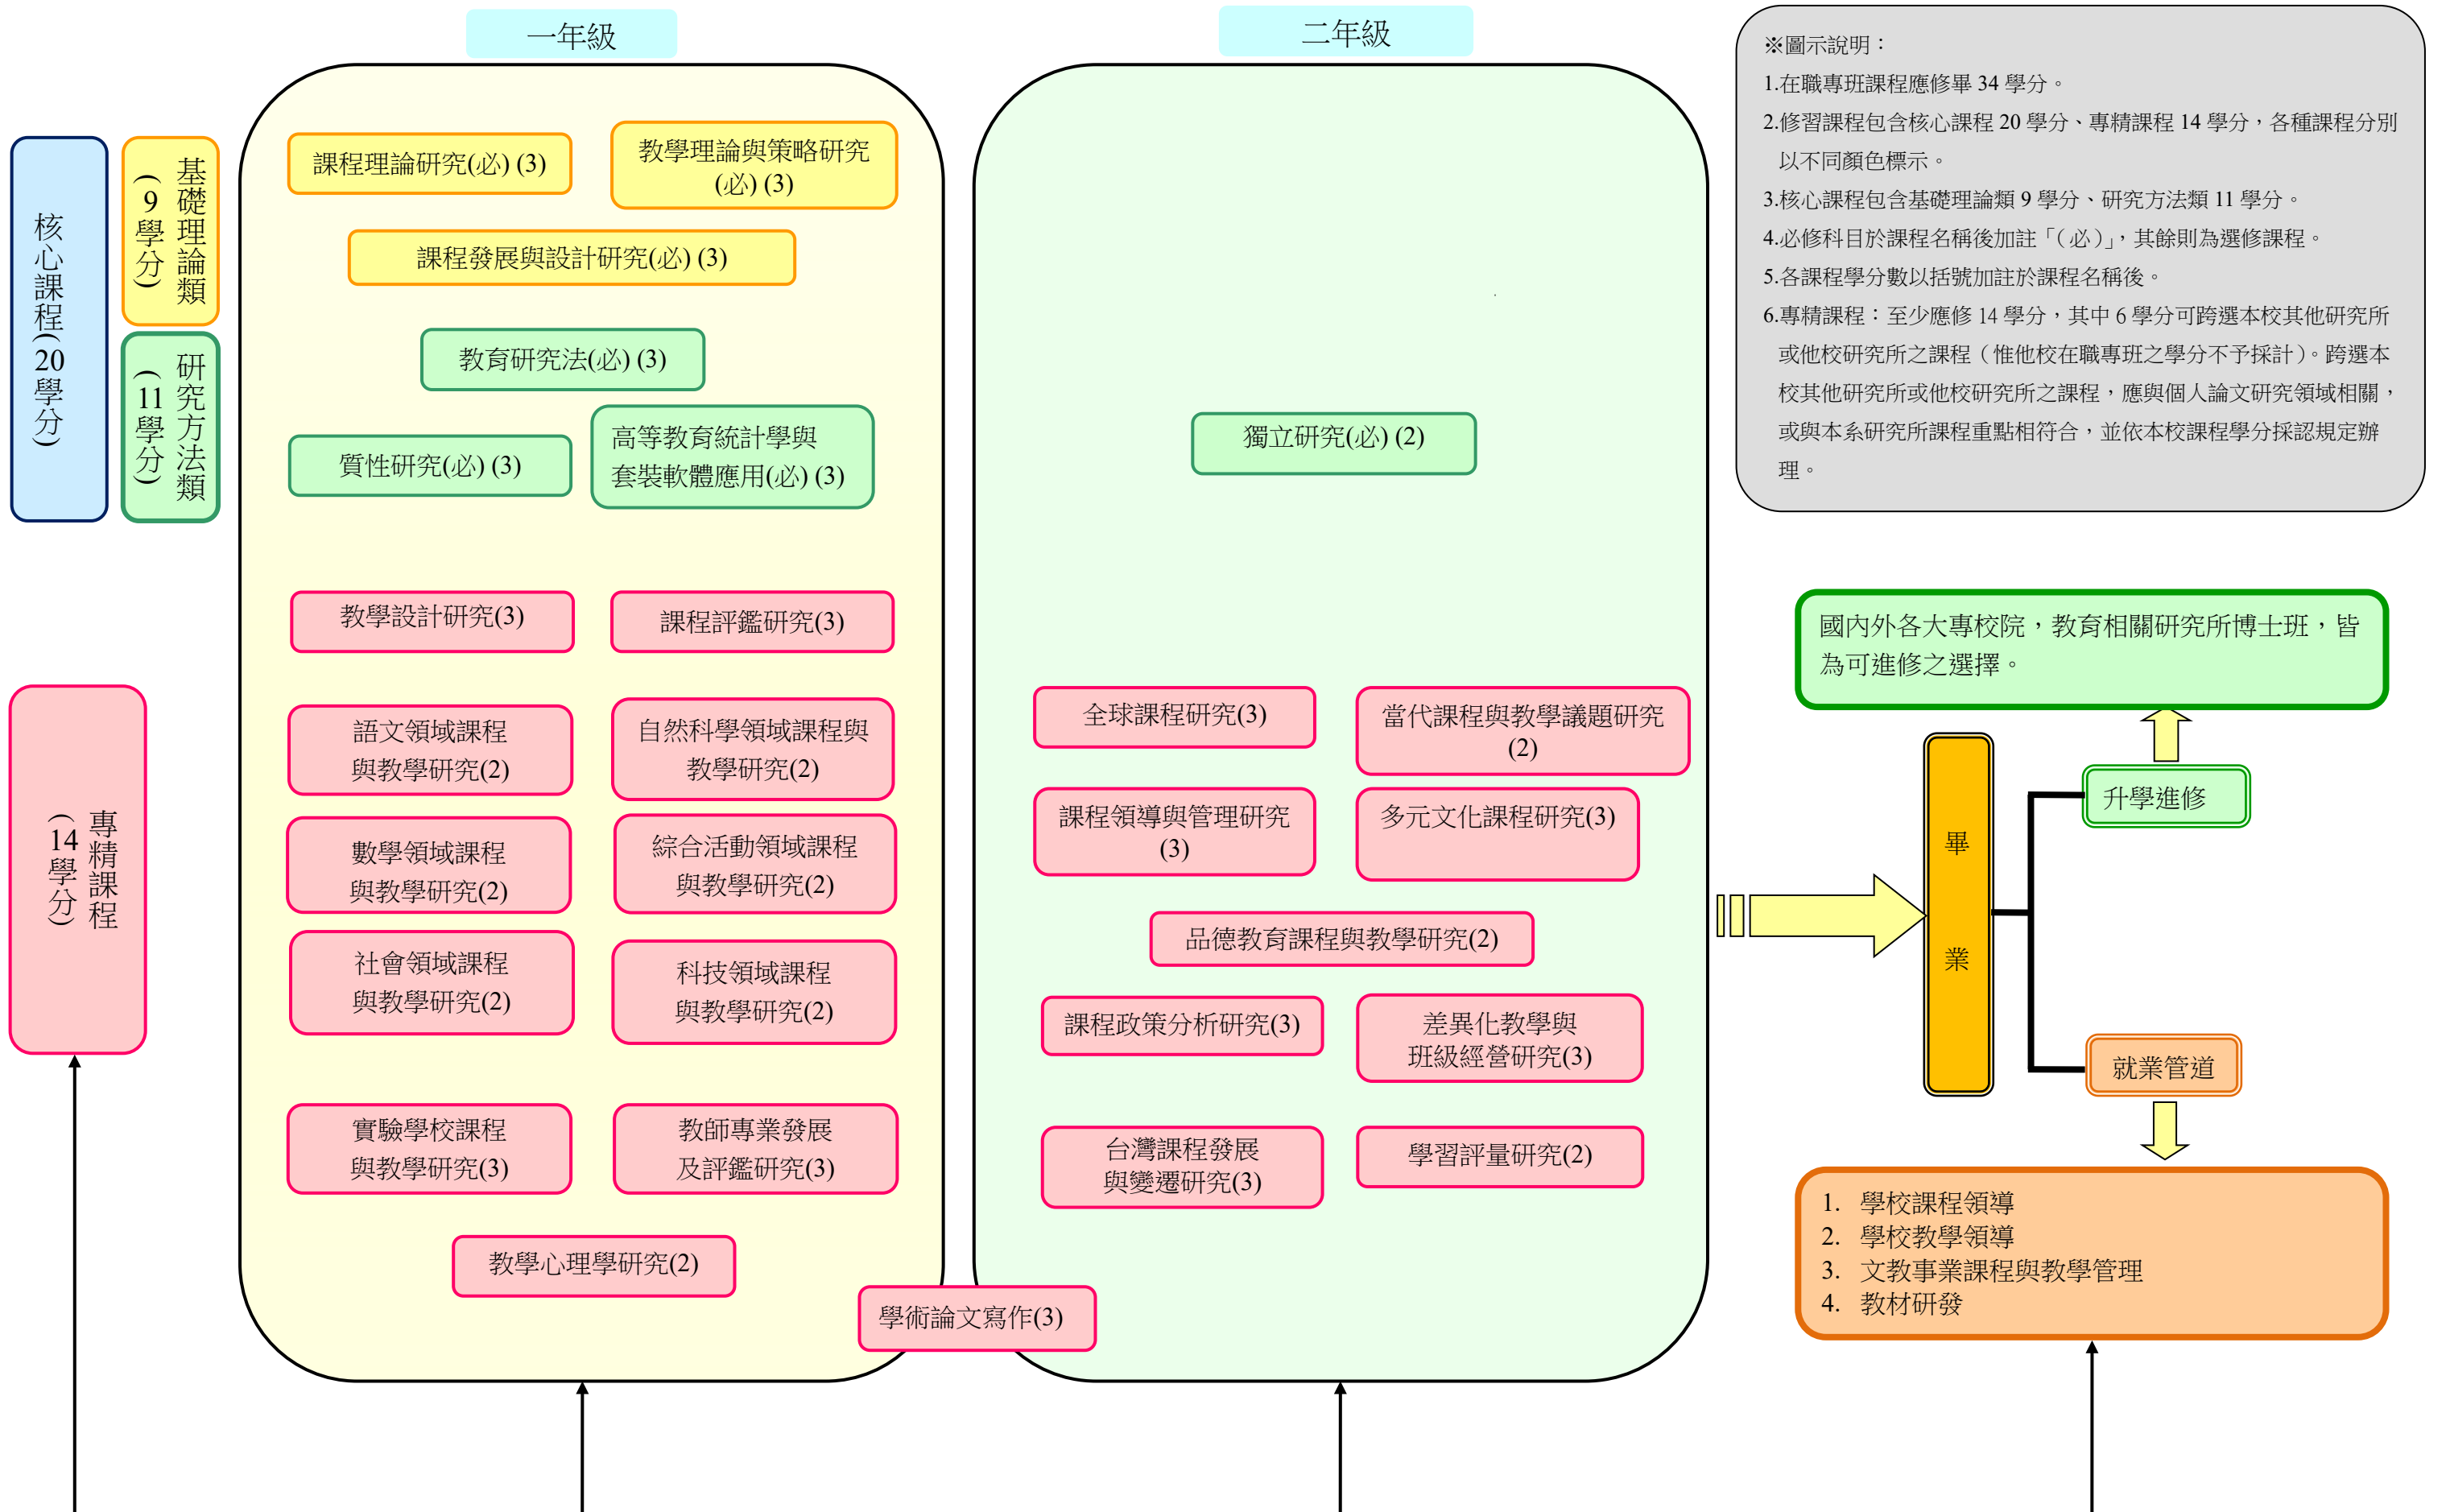 一年級
二年級
※圖示說明：
1.在職專班課程應修畢 34 學分。
2.修習課程包含核心課程 20 學分、專精課程 14 學分，各種課程分別
以不同顏色標示。
3.核心課程包含基礎理論類 9 學分、研究方法類 11 學分。
4.必修科目於課程名稱後加註「（必）」，其餘則為選修課程。
5.各課程學分數以括號加註於課程名稱後。
6.專精課程：至少應修 14 學分，其中 6 學分可跨選本校其他研究所
或他校研究所之課程（惟他校在職專班之學分不予採計）。跨選本
校其他研究所或他校研究所之課程，應與個人論文研究領域相關，
或與本系研究所課程重點相符合，並依本校課程學分採認規定辦
理。
核心課程(20學分)
基礎理論類
(9學分)
研究方法類
(11學分)
課程理論研究(必) (3)
教學理論與策略研究
(必) (3)
課程發展與設計研究(必) (3)
教育研究法(必) (3)
質性研究(必) (3)
高等教育統計學與
套裝軟體應用(必) (3)
獨立研究(必) (2)
專精課程
(14學分)
教學設計研究(3)
課程評鑑研究(3)
語文領域課程
與教學研究(2)
自然科學領域課程與
教學研究(2)
數學領域課程
與教學研究(2)
綜合活動領域課程
與教學研究(2)
社會領域課程
與教學研究(2)
科技領域課程
與教學研究(2)
實驗學校課程
與教學研究(3)
教師專業發展
及評鑑研究(3)
教學心理學研究(2)
學術論文寫作(3)
全球課程研究(3)
當代課程與教學議題研究
(2)
課程領導與管理研究
(3)
多元文化課程研究(3)
品德教育課程與教學研究(2)
課程政策分析研究(3)
差異化教學與
班級經營研究(3)
台灣課程發展
與變遷研究(3)
學習評量研究(2)
國內外各大專校院，教育相關研究所博士班，皆
為可進修之選擇。
升學進修
畢業
就業管道
1. 學校課程領導
2. 學校教學領導
3. 文教事業課程與教學管理
4. 教材研發